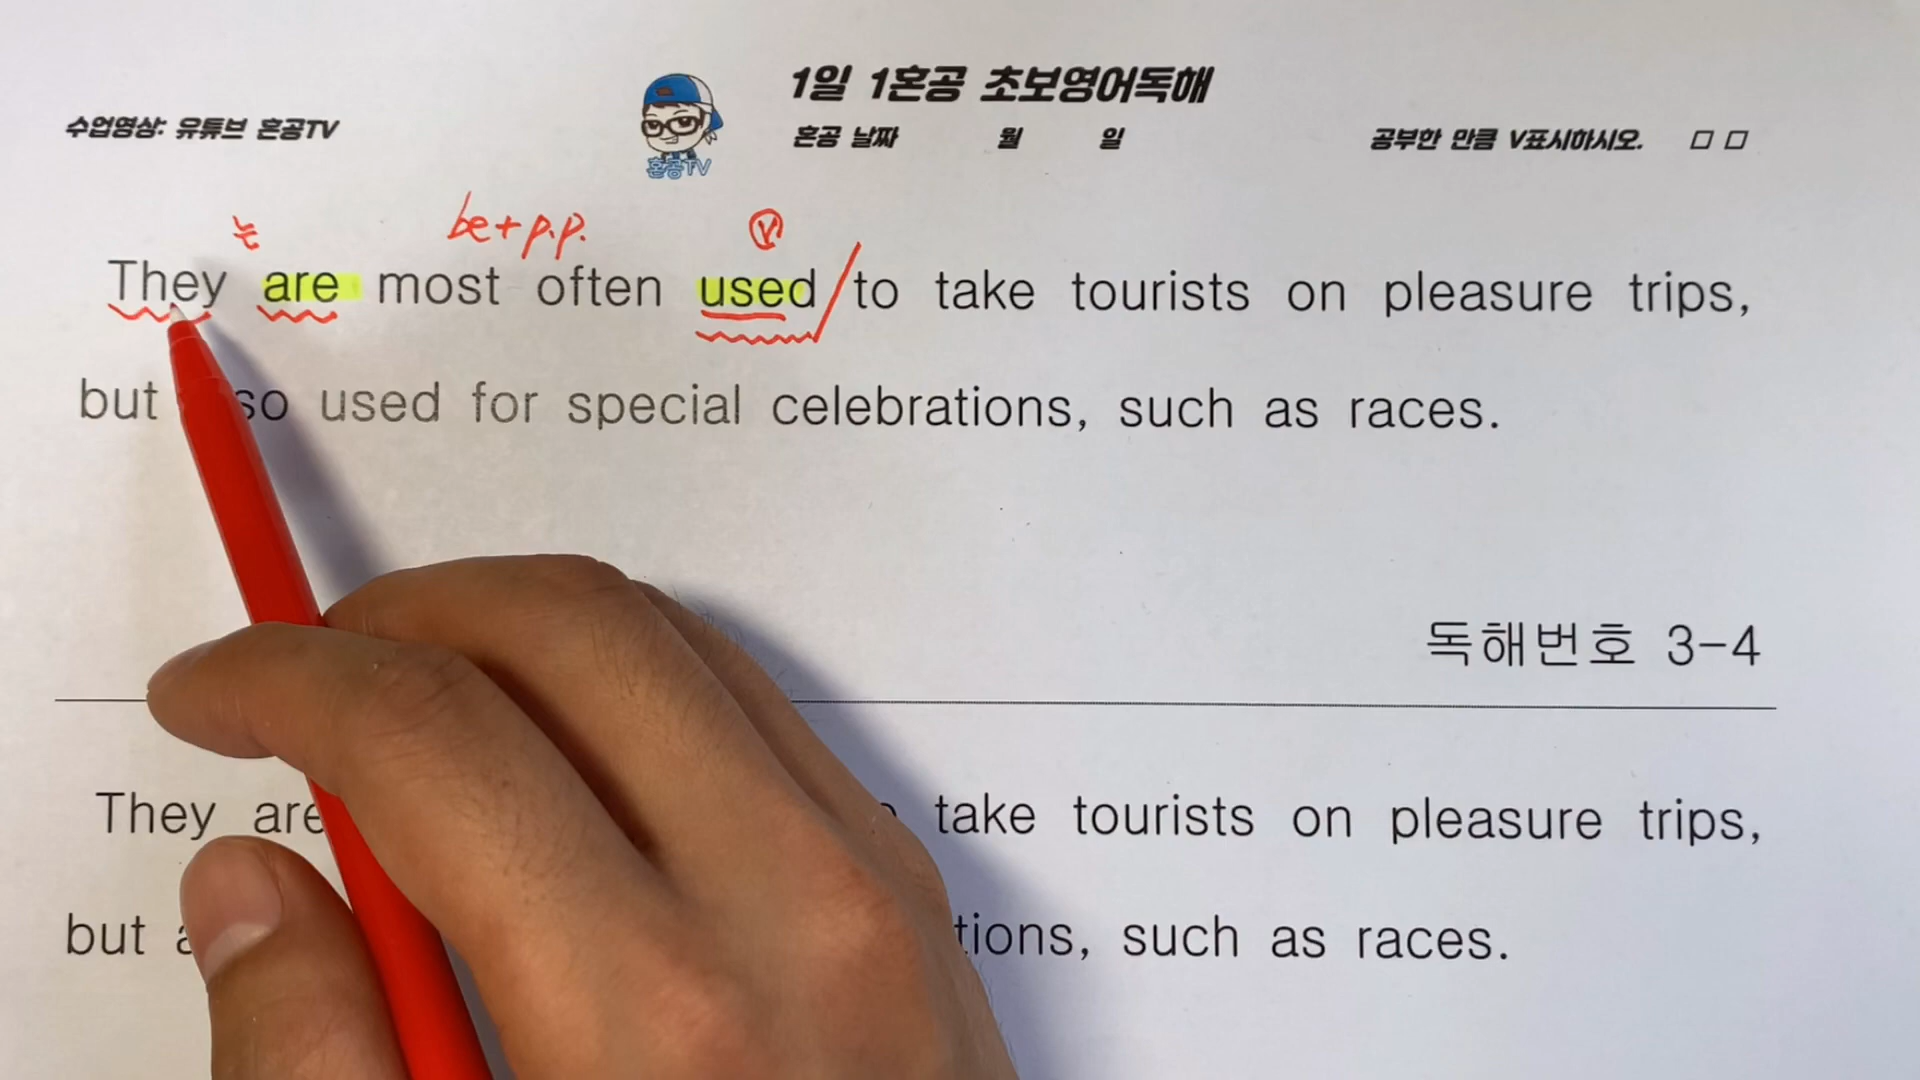 1일 1혼공 초보영어독해
수업영상: 유튜브 혼공TV
혼공 날짜 월 일
공부한 만큼 V표시하시오. □ □
혼공TV
는 be+p.p. V
They are most often used / to take tourists on pleasure trips,
but so used for special celebrations, such as races.
독해번호 3-4
They are take tourists on pleasure trips,
but such as races.